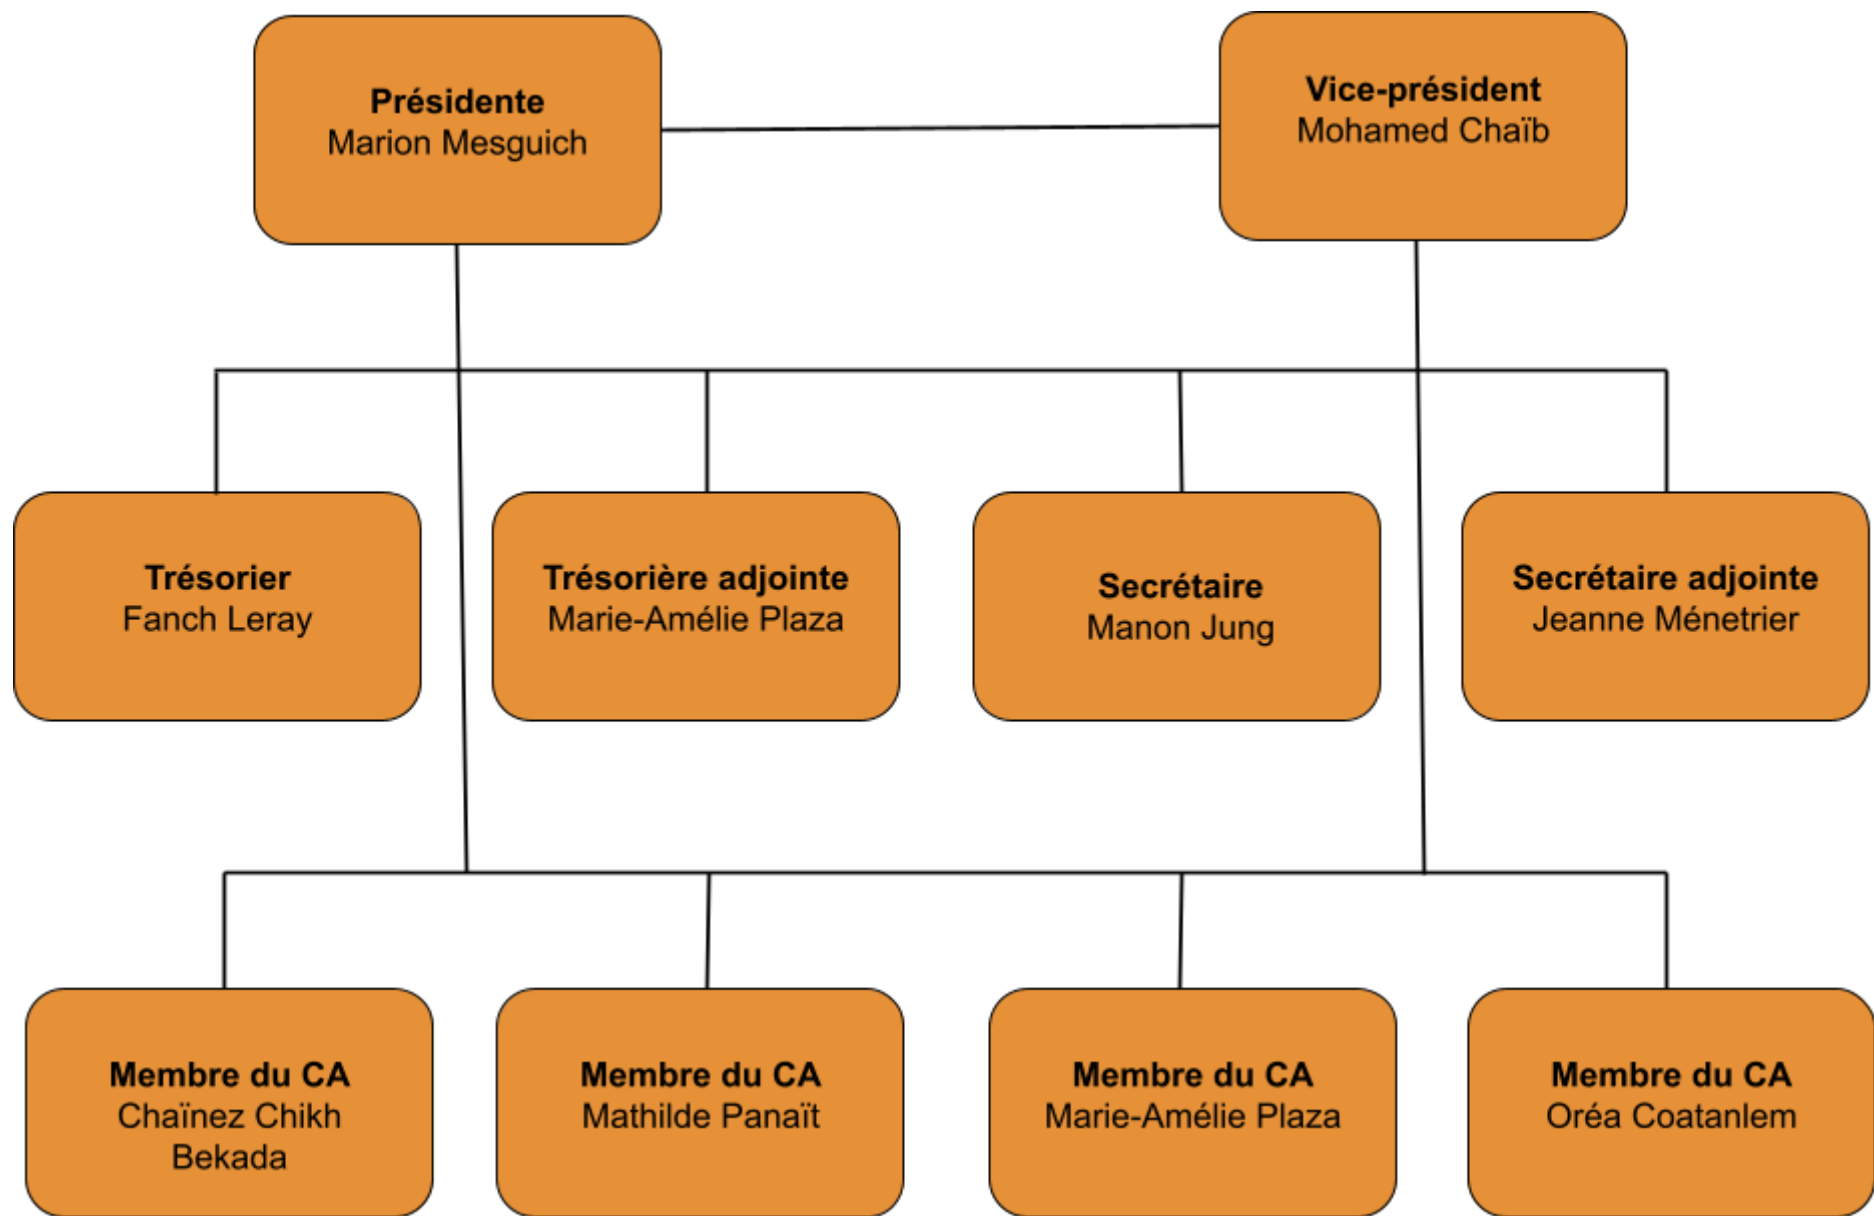 Présidente
Marion Mesguich
Vice-président
Mohamed Chaïb
Trésorier
Fanch Leray
Trésorière adjointe
Marie-Amélie Plaza
Secrétaire
Manon Jung
Secrétaire adjointe
Jeanne Ménetrier
Membre du CA
Chaïnez Chikh
Bekada
Membre du CA
Mathilde Panaït
Membre du CA
Marie-Amélie Plaza
Membre du CA
Oréa Coatanlem